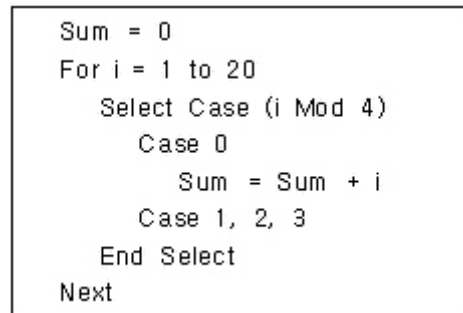 Sum = 0
For i = 1 to 20
Select Case (i Mod 4)
Case 0
Sum = Sum + i
Case 1, 2, 3
End Select
Next